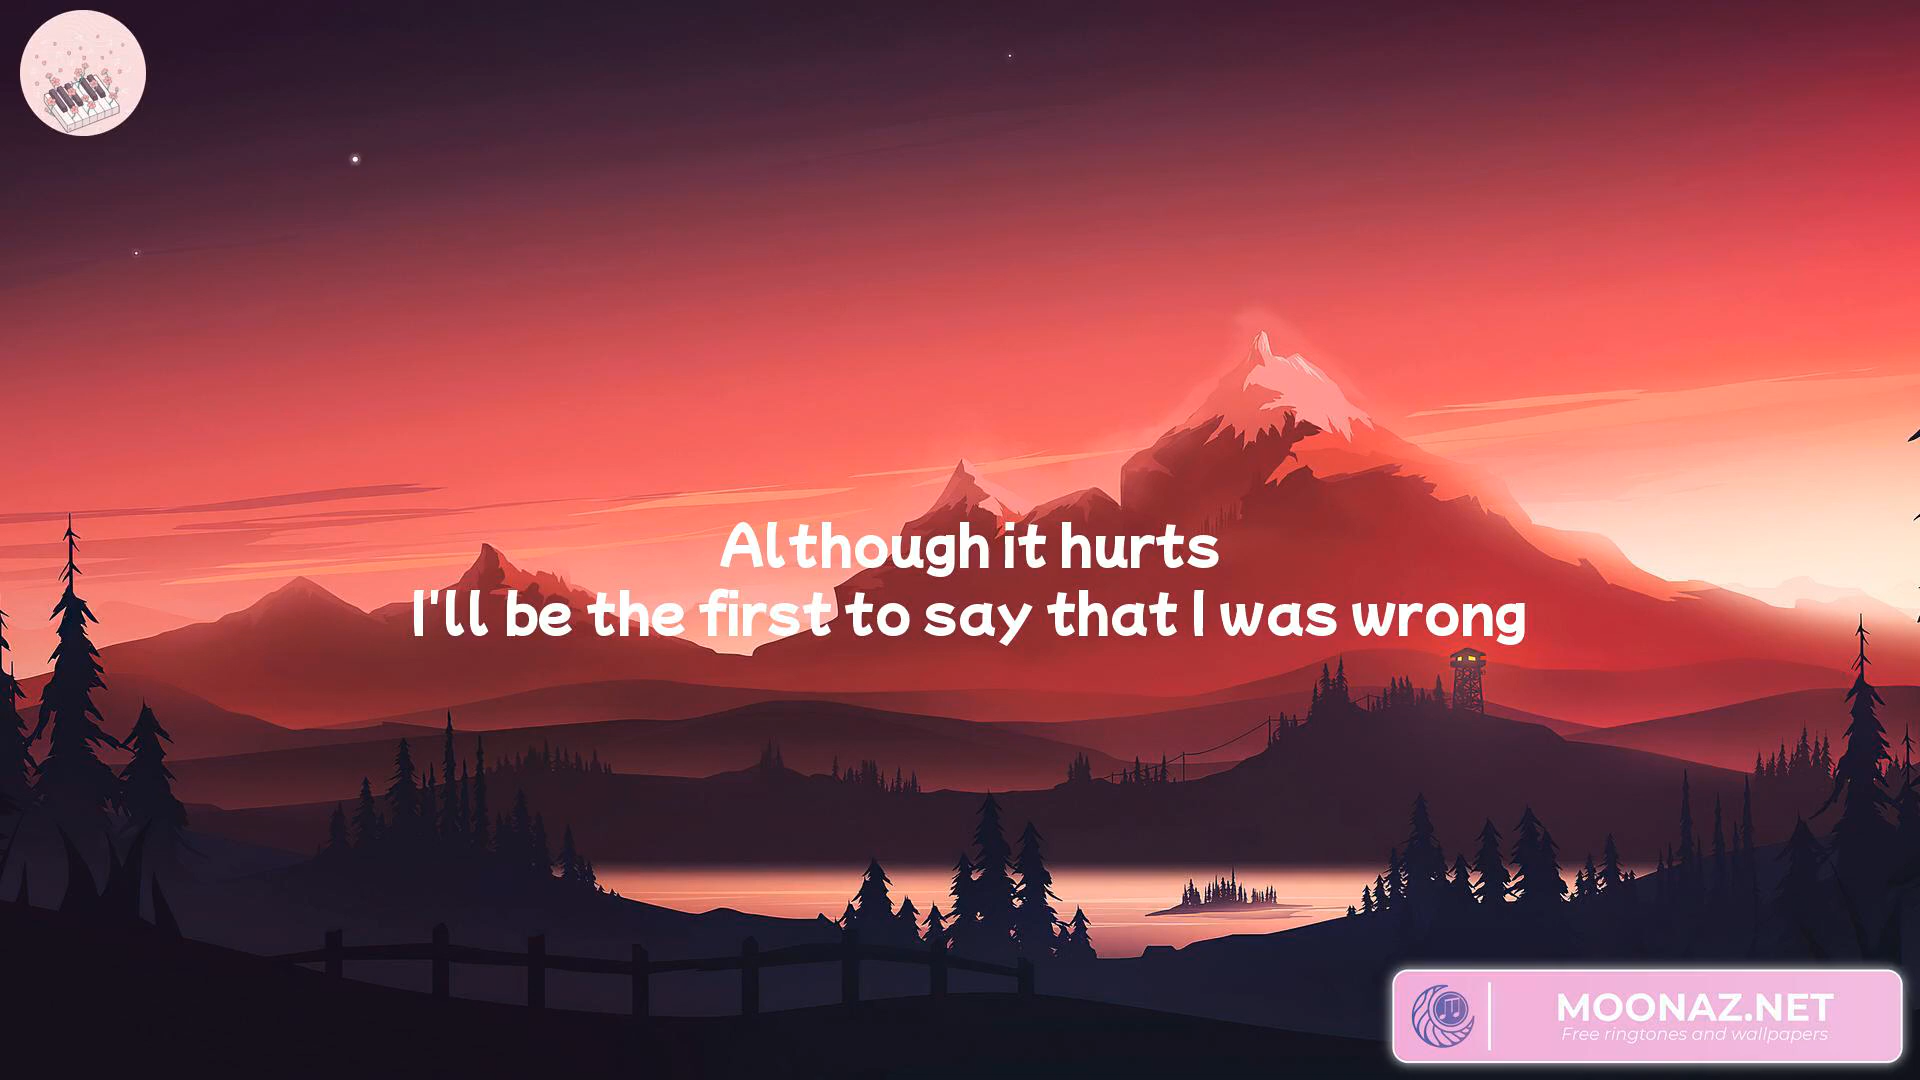 Although it hurts
I'll be the first to say that I was wrong
MOONAZ.NET
Free ringtones and wallpapers